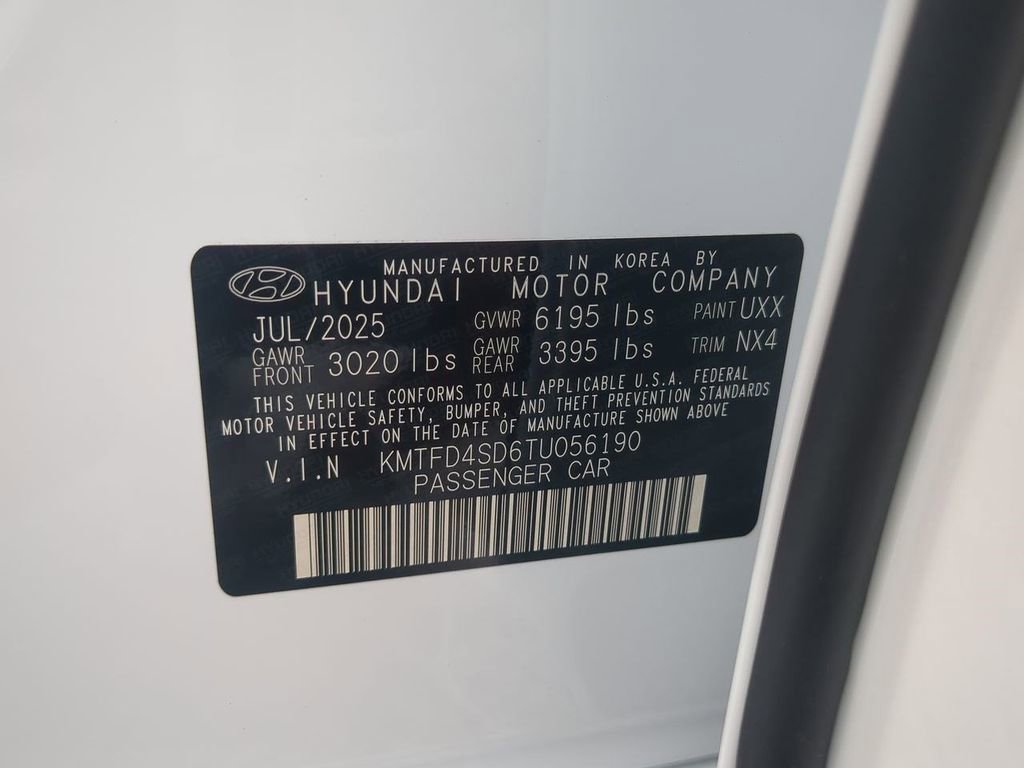 MANUFACTURED IN KOREA BY
HYUNDAI MOTOR COMPANY
JUL/2025 GVWR 6195 lbs PAINT UXX
GAWR FRONT 3020 lbs GAWR REAR 3395 lbs TRIM NX4
THIS VEHICLE CONFORMS TO ALL APPLICABLE U.S.A. FEDERAL
MOTOR VEHICLE SAFETY, BUMPER, AND THEFT PREVENTION STANDARDS
IN EFFECT ON THE DATE OF MANUFACTURE SHOWN ABOVE
V.I.N KMTFD4SD6TU056190
PASSENGER CAR